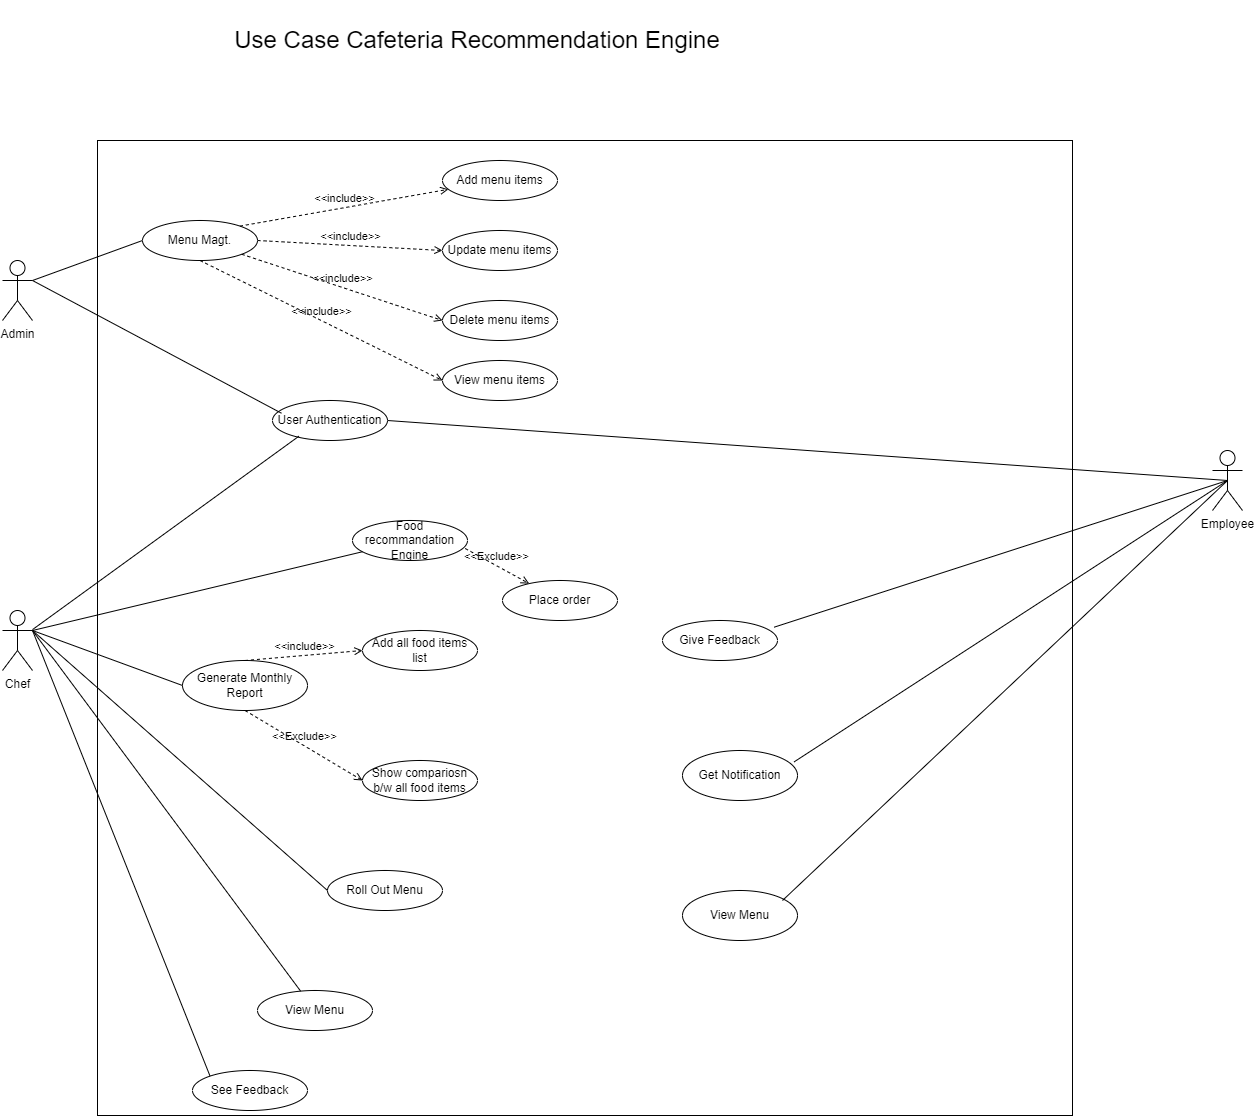 Use Case Cafeteria Recommendation Engine
Add menu items
<<include>>
Menu Magt.
<<include>>
Update menu items
<<include>>
<<include>>
Delete menu items
Admin
View menu items
User Authentication
Employee
Food
recommandation
Engine
<<Exclude>>
Place order
Give Feedback
<<include>>
Add all food items
list
Chef
Generate Monthly
Report
<<Exclude>>
Show compariosn
b/w all food items
Get Notification
Roll Out Menu
View Menu
View Menu
See Feedback